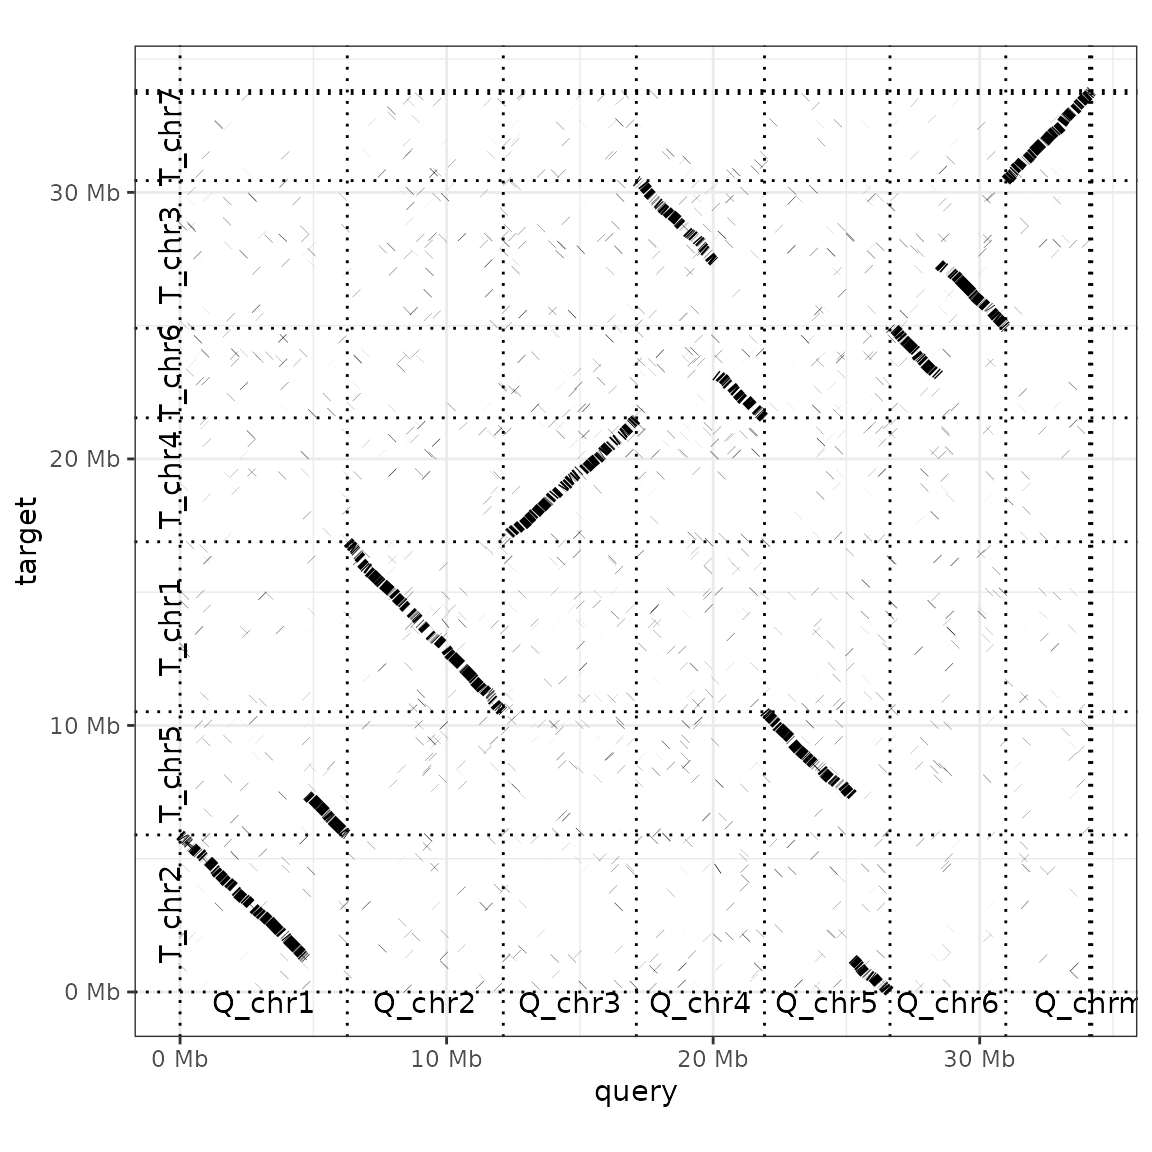 target
30 Mb
20 Mb
10 Mb
0 Mb
T_chr7
T_chr3
T_chr6
T_chr4
T_chr1
T_chr5
T_chr2
Q_chr1 Q_chr2 Q_chr3 Q_chr4 Q_chr5 Q_chr6 Q_chrm
0 Mb 10 Mb 20 Mb 30 Mb
query